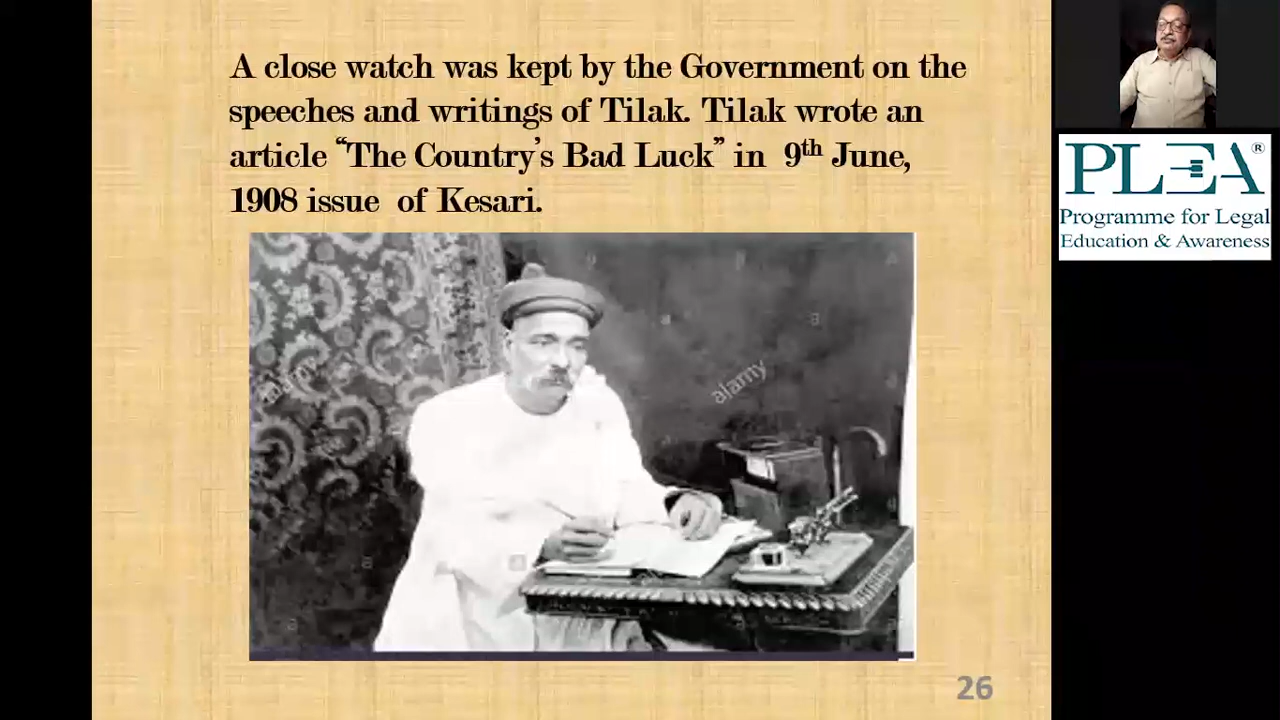 A close watch was kept by the Government on the
speeches and writings of Tilak. Tilak wrote an
article “The Country’s Bad Luck” in 9th June,
1908 issue of Kesari.
alamy
alamy
26
PLEA®
Programme for Legal
Education & Awareness